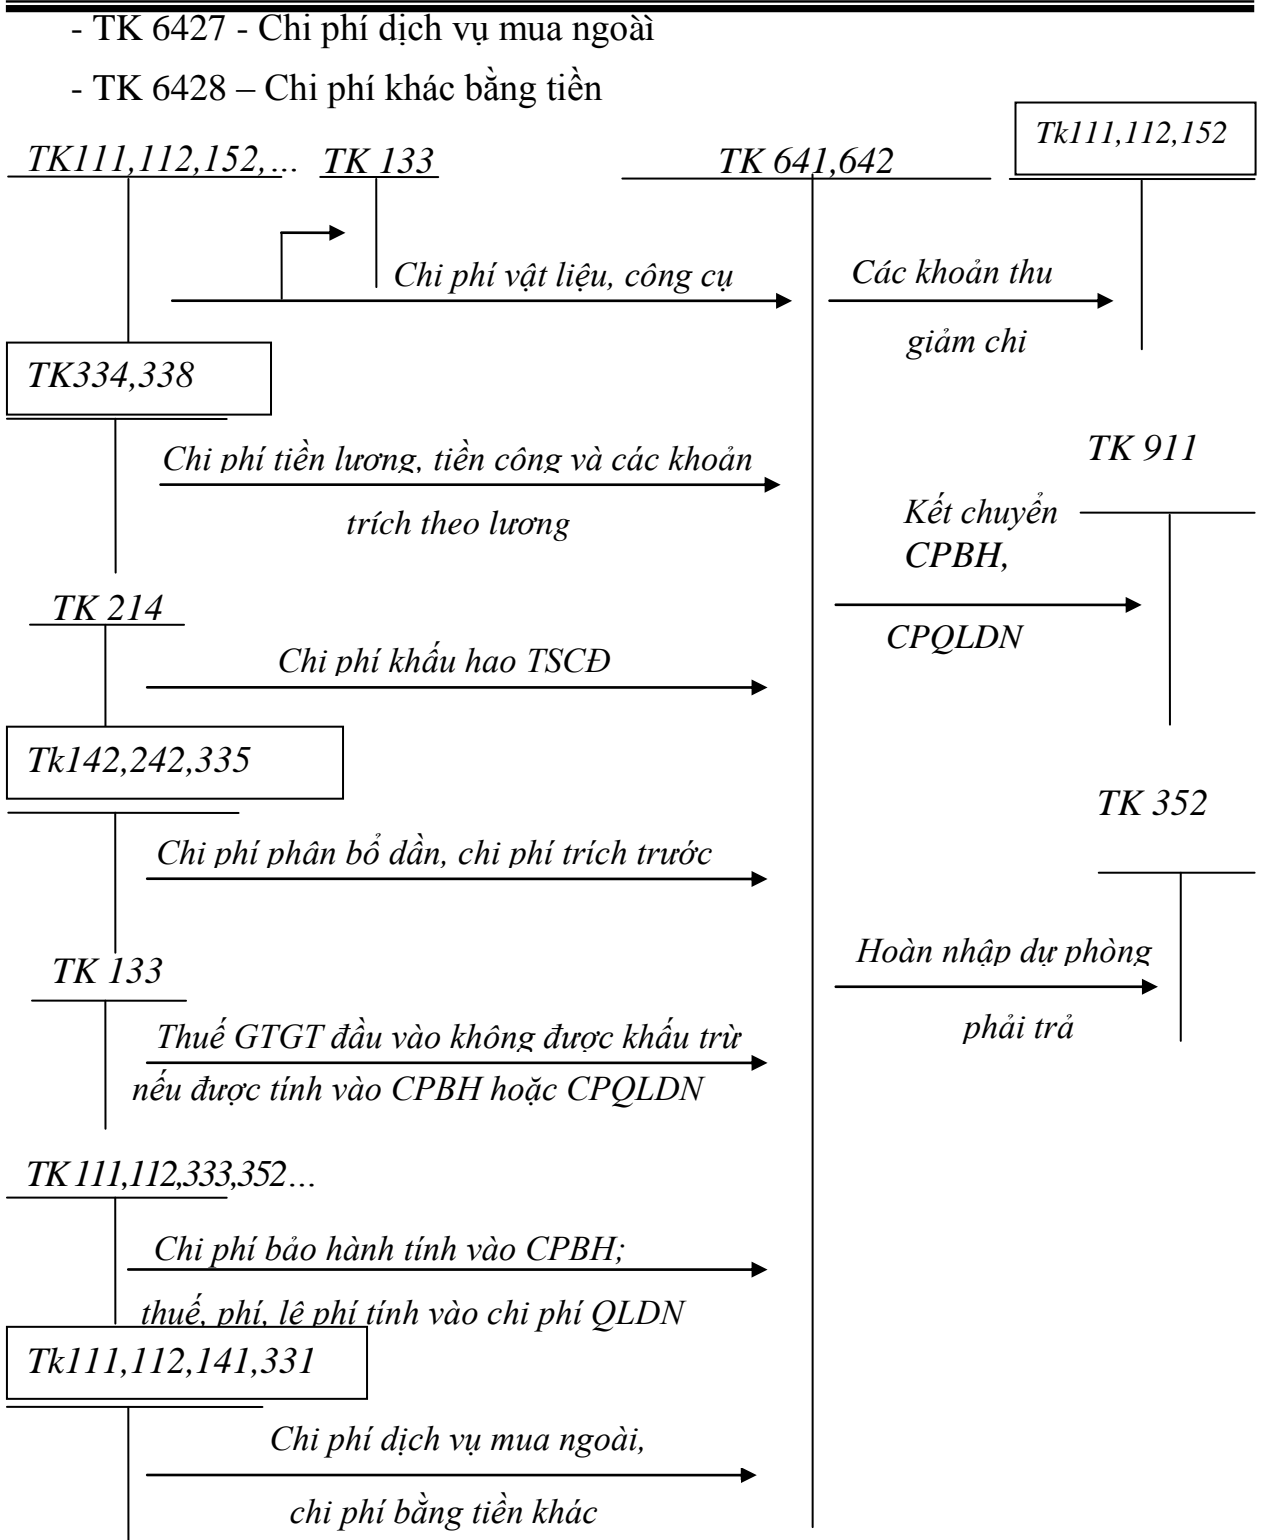 - TK 6427 - Chi phí dịch vụ mua ngoài
- TK 6428 – Chi phí khác bằng tiền
TK111,112,152,... TK 133 TK 641,642 Tk111,112,152
Chi phí vật liệu, công cụ
Các khoản thu
giảm chi
TK334,338
Chi phí tiền lương, tiền công và các khoản
trích theo lương
TK 911
Kết chuyển
CPBH,
CPQLDN
TK 214
Chi phí khấu hao TSCĐ
Tk142,242,335
TK 352
Chi phí phân bổ dần, chi phí trích trước
TK 133
Hoàn nhập dự phòng
phải trả
Thuế GTGT đầu vào không được khấu trừ
nếu được tính vào CPBH hoặc CPQLDN
TK 111,112,333,352...
Chi phí bảo hành tính vào CPBH;
thuế, phí, lê phí tính vào chi phí QLDN
Tk111,112,141,331
Chi phí dịch vụ mua ngoài,
chi phí bằng tiền khác